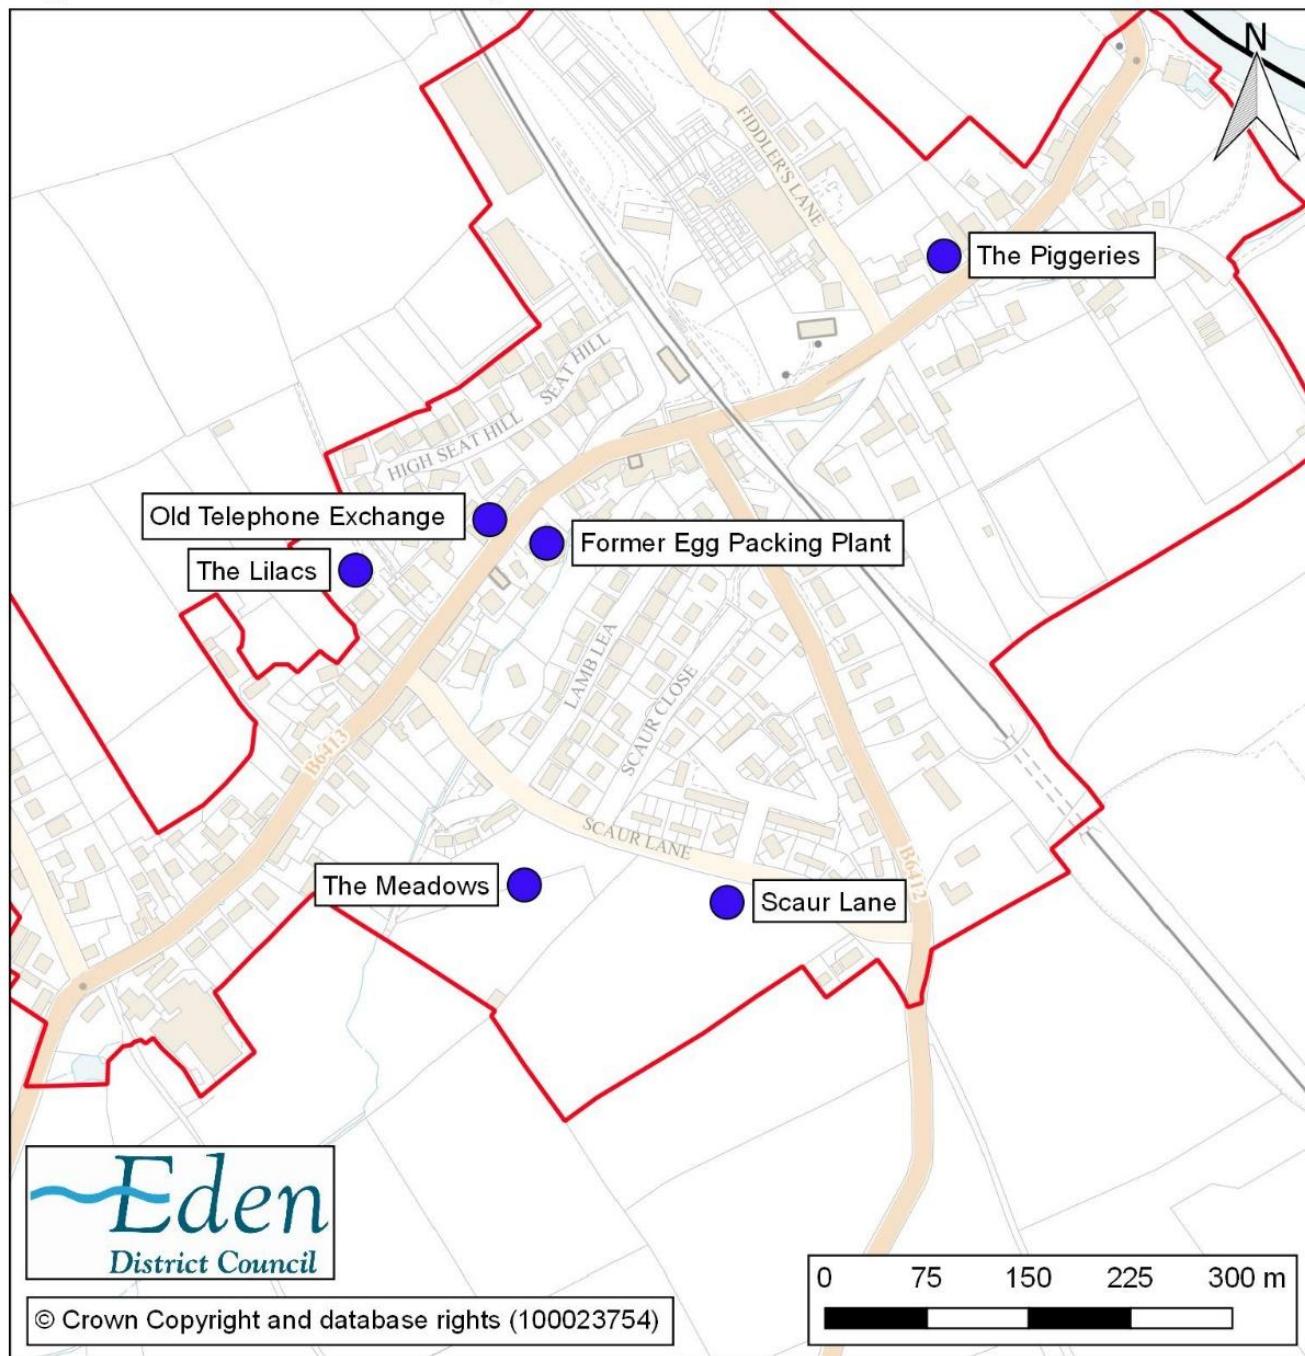 N
FIDDLER'S LANE
The Piggeries
SEAT HILL
HIGH SEAT HILL
Old Telephone Exchange
Former Egg Packing Plant
The Lilacs
LAMB LEA
SCAUR CLOSE
B6413
SCAUR LANE
B6412
The Meadows
Scaur Lane
Eden
District Council
0 75 150 225 300 m
© Crown Copyright and database rights (100023754)